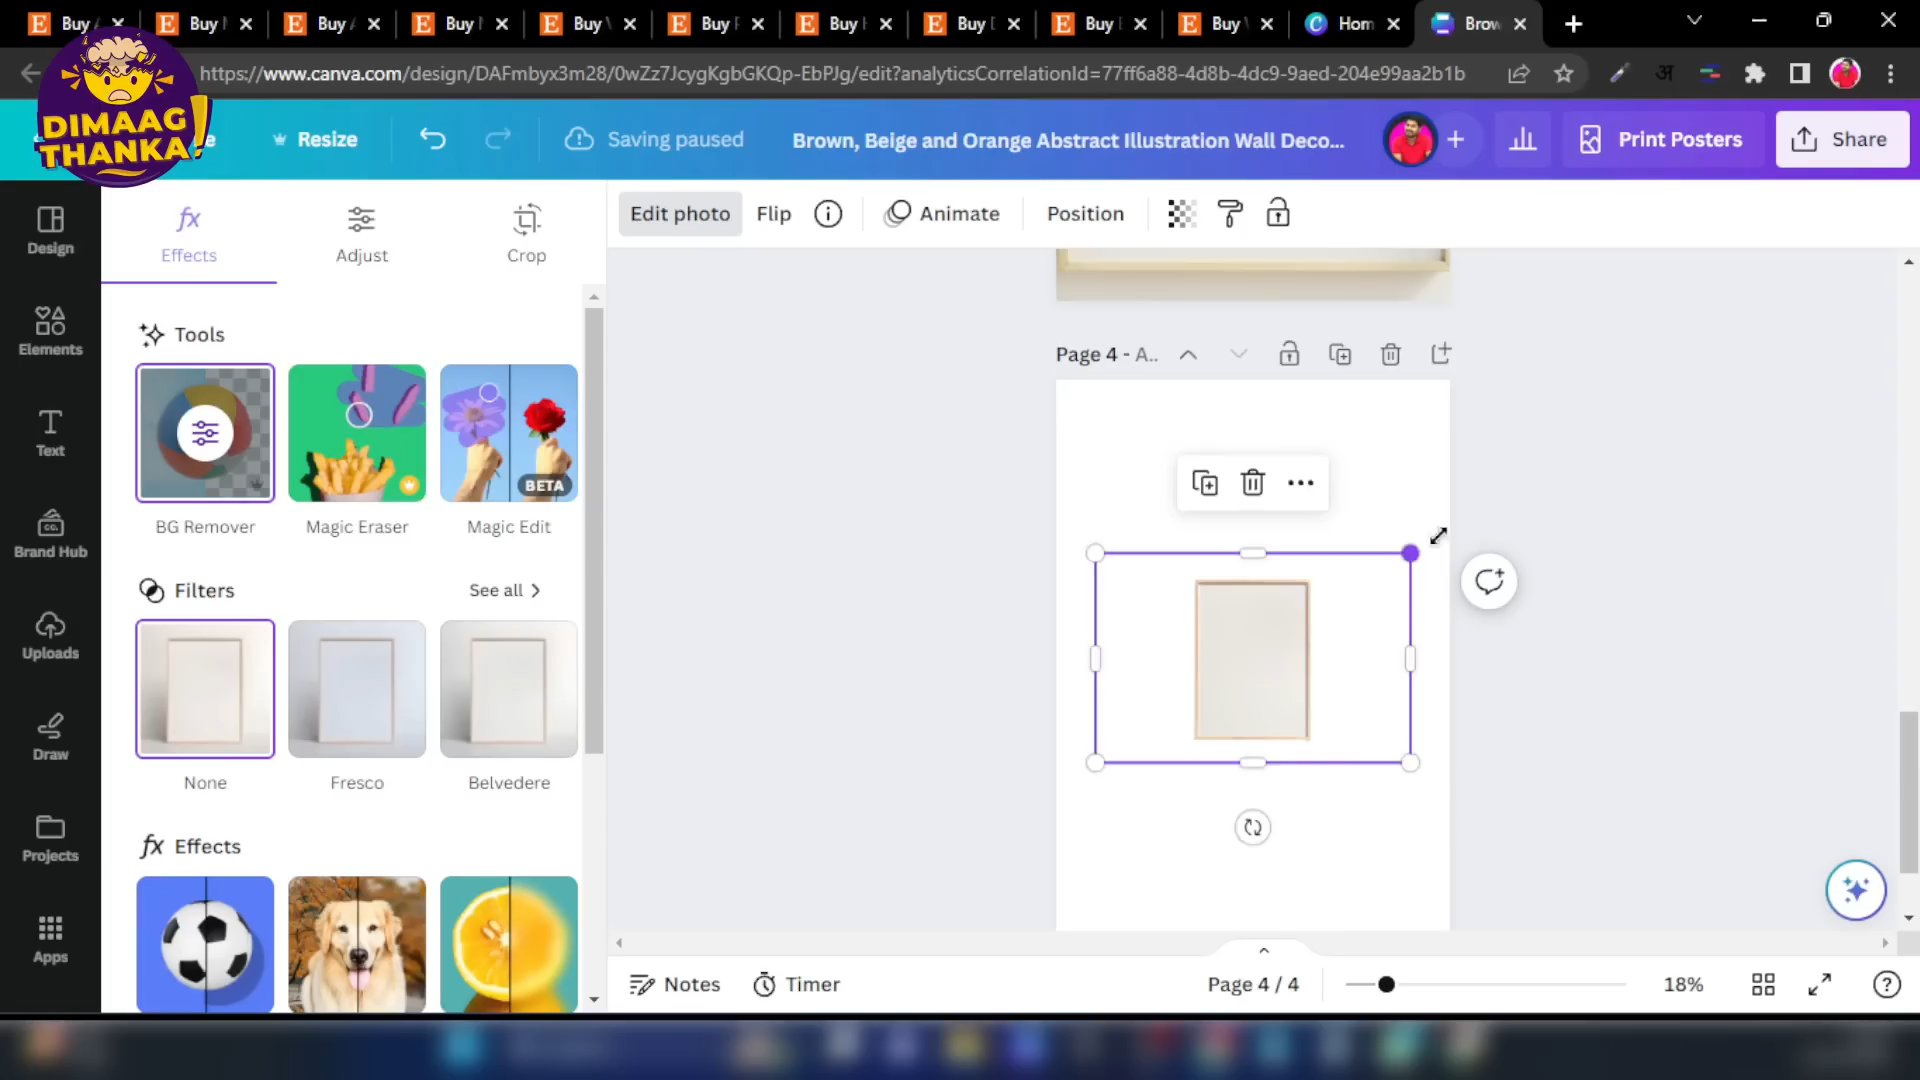 Buy
Buy
Buy
Buy
Buy
Buy
Buy
Buy
Buy
Buy
Hom
Brow
https://www.canva.com/design/DAFmbyx3m28/0wZz7JcygKgbGKQp-EbPJg/edit?analyticsCorrelationId=77ff6a88-4d8b-4dc9-9aed-204e99aa2b1b
अ
DIMAAG
THANKA!
Resize
Saving paused
Brown, Beige and Orange Abstract Illustration Wall Deco...
Print Posters
Share
Design
Elements
Text
Brand Hub
Uploads
Draw
Projects
Apps
Effects
Adjust
Crop
Edit photo
Flip
Animate
Position
Tools
BETA
BG Remover
Magic Eraser
Magic Edit
Filters
See all
None
Fresco
Belvedere
fx Effects
Page 4 - A..
Notes
Timer
Page 4 / 4
18%